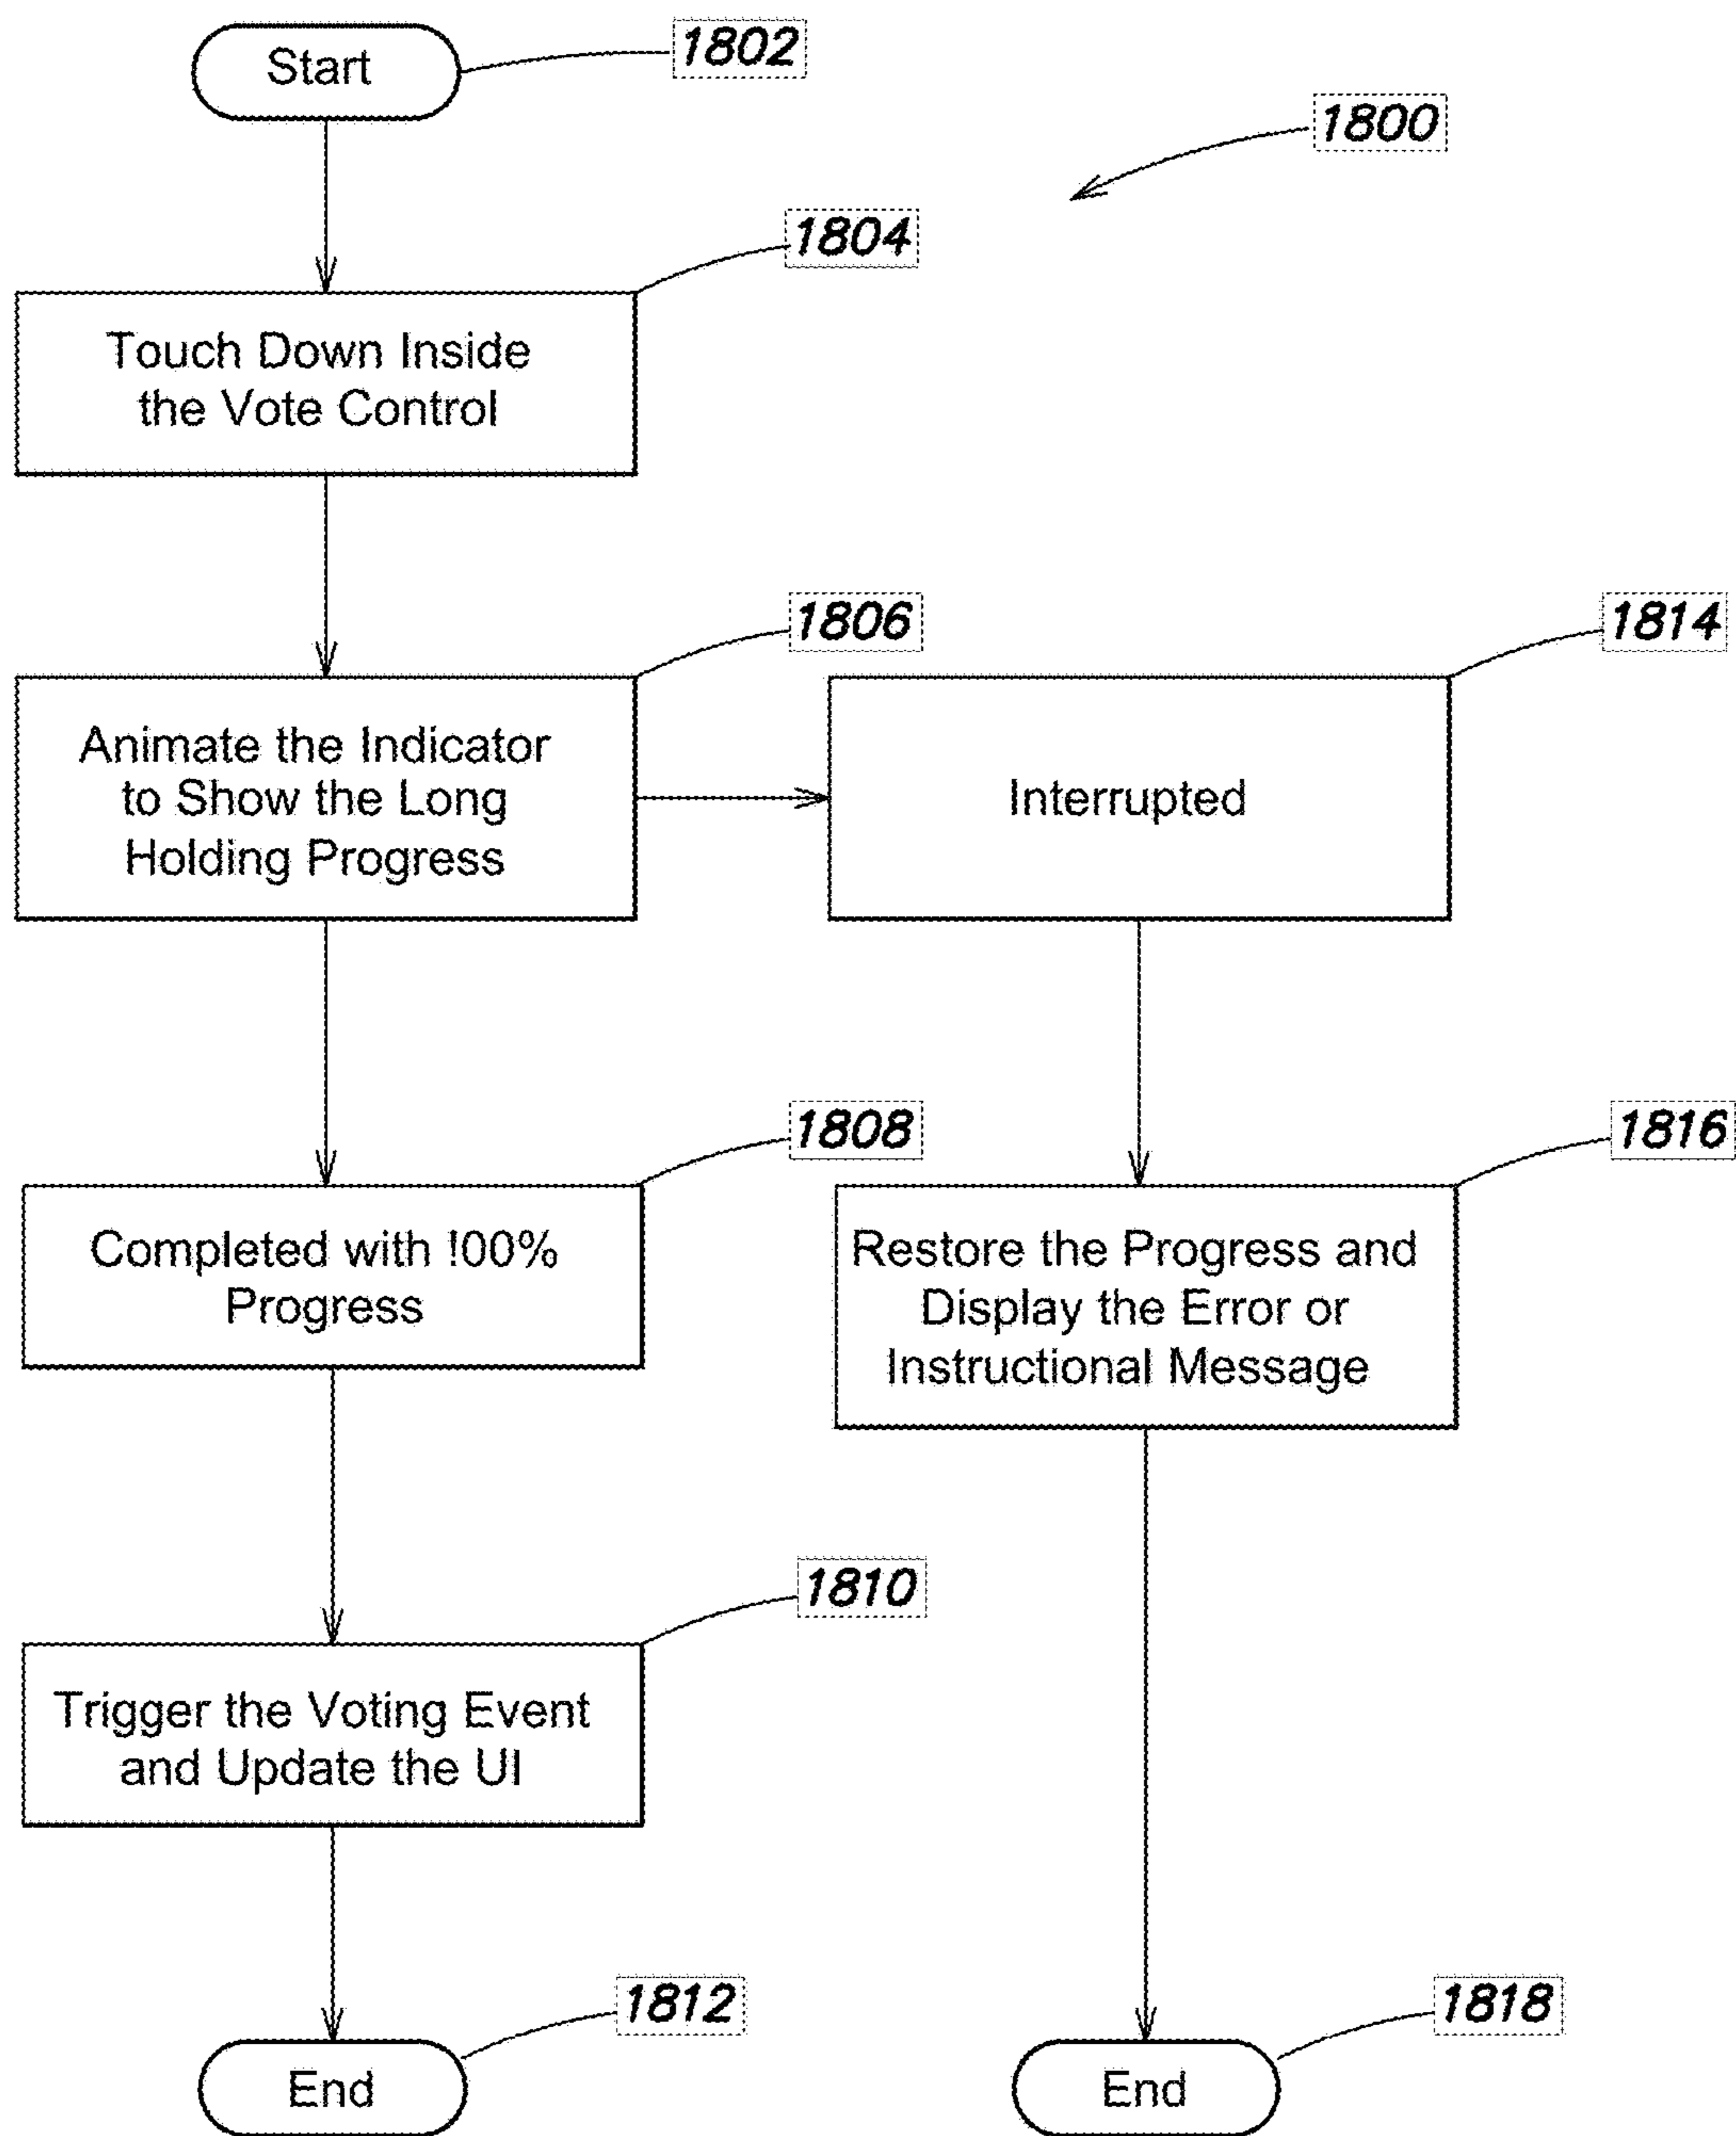 Start
1802
1800
1804
Touch Down Inside
the Vote Control
1806
Animate the Indicator
to Show the Long
Holding Progress
1814
Interrupted
1808
Completed with !00%
Progress
1816
Restore the Progress and
Display the Error or
Instructional Message
1810
Trigger the Voting Event
and Update the UI
1812
End
1818
End